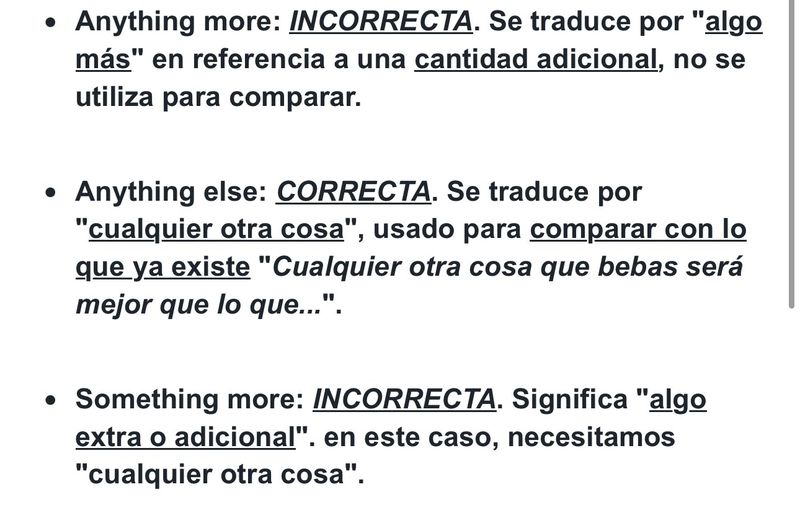 • Anything more: INCORRECTA. Se traduce por "algo
más" en referencia a una cantidad adicional, no se
utiliza para comparar.
• Anything else: CORRECTA. Se traduce por
"cualquier otra cosa", usado para comparar con lo
que ya existe "Cualquier otra cosa que bebas será
mejor que lo que...".
• Something more: INCORRECTA. Significa "algo
extra o adicional". en este caso, necesitamos
"cualquier otra cosa".